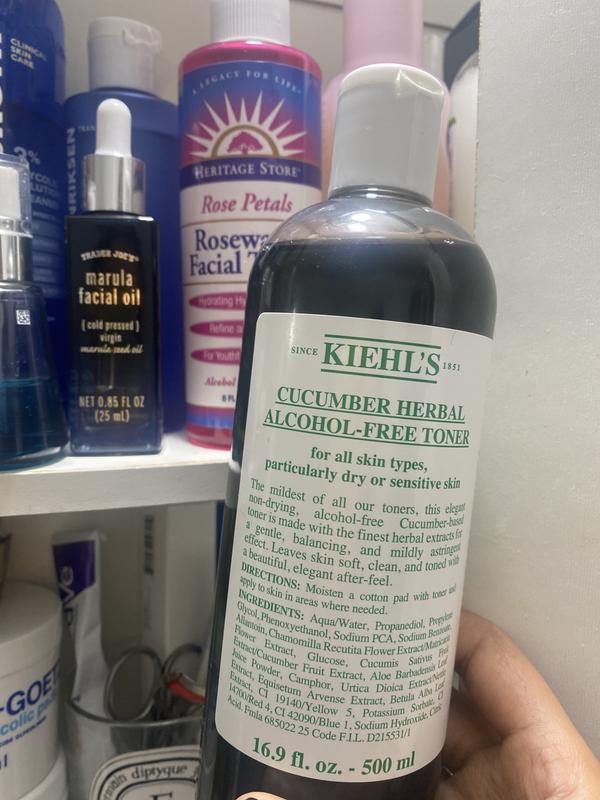 CLINICAL
SKIN
CARE
3%
TRADER JOE'S
marula
facial oil
( cold pressed )
virgin
marula seed oil
NET 0.85 FL OZ
(25 mL)
A LEGACY FOR LIFE
HERITAGE STORE
Rose Petals
Facial
Hydrating
Refine
For
Alcohol
SINCE KIEHL'S 1851
CUCUMBER HERBAL
ALCOHOL-FREE TONER
for all skin types,
particularly dry or sensitive skin
The mildest of all our toners, this elegant
non-drying, alcohol-free Cucumber-based
toner is made with the finest herbal extracts for
a gentle, balancing, and mildly astringent
effect. Leaves skin soft, clean, and toned with
a beautiful, elegant after-feel.
DIRECTIONS: Moisten a cotton pad with toner and
apply to skin in areas where needed.
INGREDIENTS: Aqua/Water, Propanediol, Propylene
Glycol, Phenoxyethanol, Sodium PCA, Sodium Benzoate,
Allantoin, Chamomilla Recutita Flower Extract/Matricaria
Flower Extract, Glucose, Cucumis Sativus Fruit
Extract/Cucumber Fruit Extract, Aloe Barbadensis Leaf
Juice Powder, Camphor, Urtica Dioica Extract/Nettle
Extract, Equisetum Arvense Extract, Betula Alba Leaf
Extract, CI 19140/Yellow 5, Potassium Sorbate, CI
14700/Red 4, CI 42090/Blue 1, Sodium Hydroxide, Citric
Acid, Fmla 685022 25 Code F.I.L. D215531/1
16.9 fl. oz. - 500 ml
diptyque